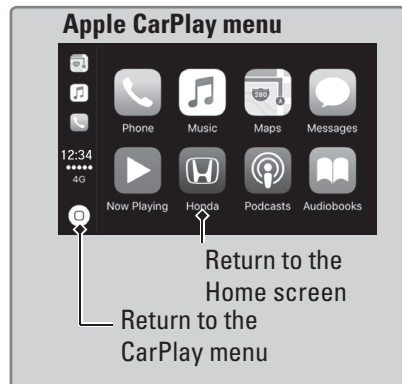 Apple CarPlay menu
280
Phone Music Maps Messages
12:34
4G
Now Playing Honda Podcasts Audiobooks
Return to the
Home screen
Return to the
CarPlay menu